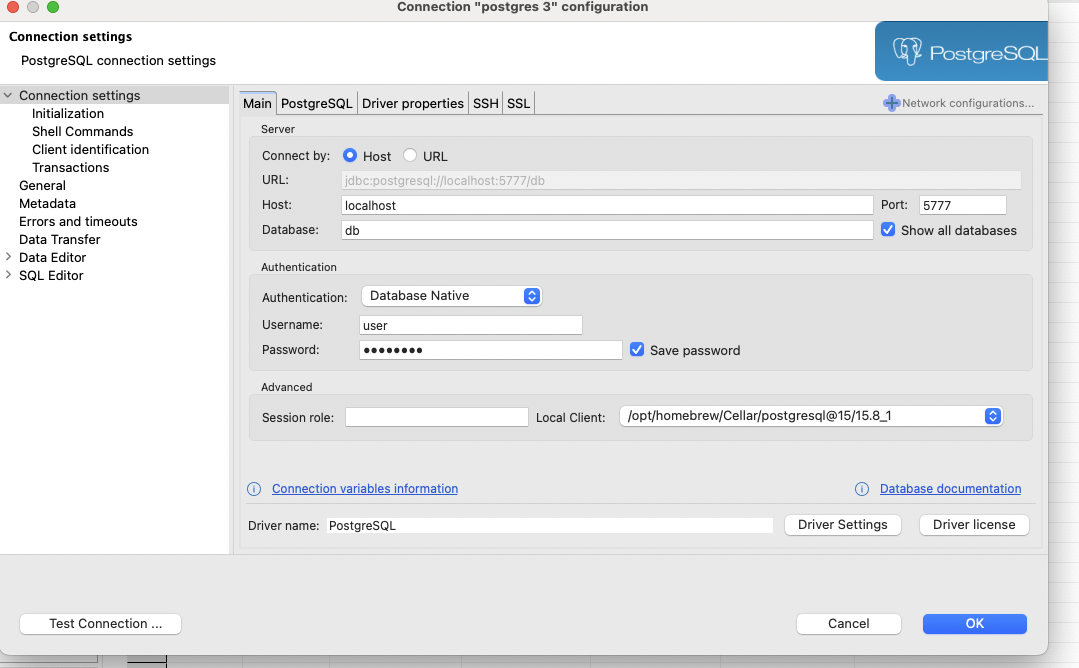 Connection "postgres 3" configuration
Connection settings
PostgreSQL connection settings
PostgreSQL
Connection settings
Initialization
Shell Commands
Client identification
Transactions
General
Metadata
Errors and timeouts
Data Transfer
Data Editor
SQL Editor
Main PostgreSQL Driver properties SSH SSL Network configurations...
Server
Connect by: Host URL
URL: jdbc:postgresql://localhost:5777/db
Host: localhost Port: 5777
Database: db Show all databases
Authentication
Authentication: Database Native
Username: user
Password: •••••••• Save password
Advanced
Session role: Local Client: /opt/homebrew/Cellar/postgresql@15/15.8_1
Connection variables information Database documentation
Driver name: PostgreSQL Driver Settings Driver license
Test Connection ... Cancel OK